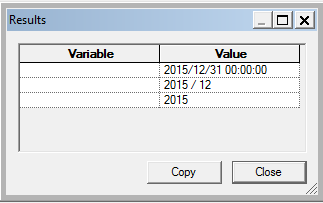 Results
Variable Value
2015/12/31 00:00:00
2015 / 12
2015
Copy Close